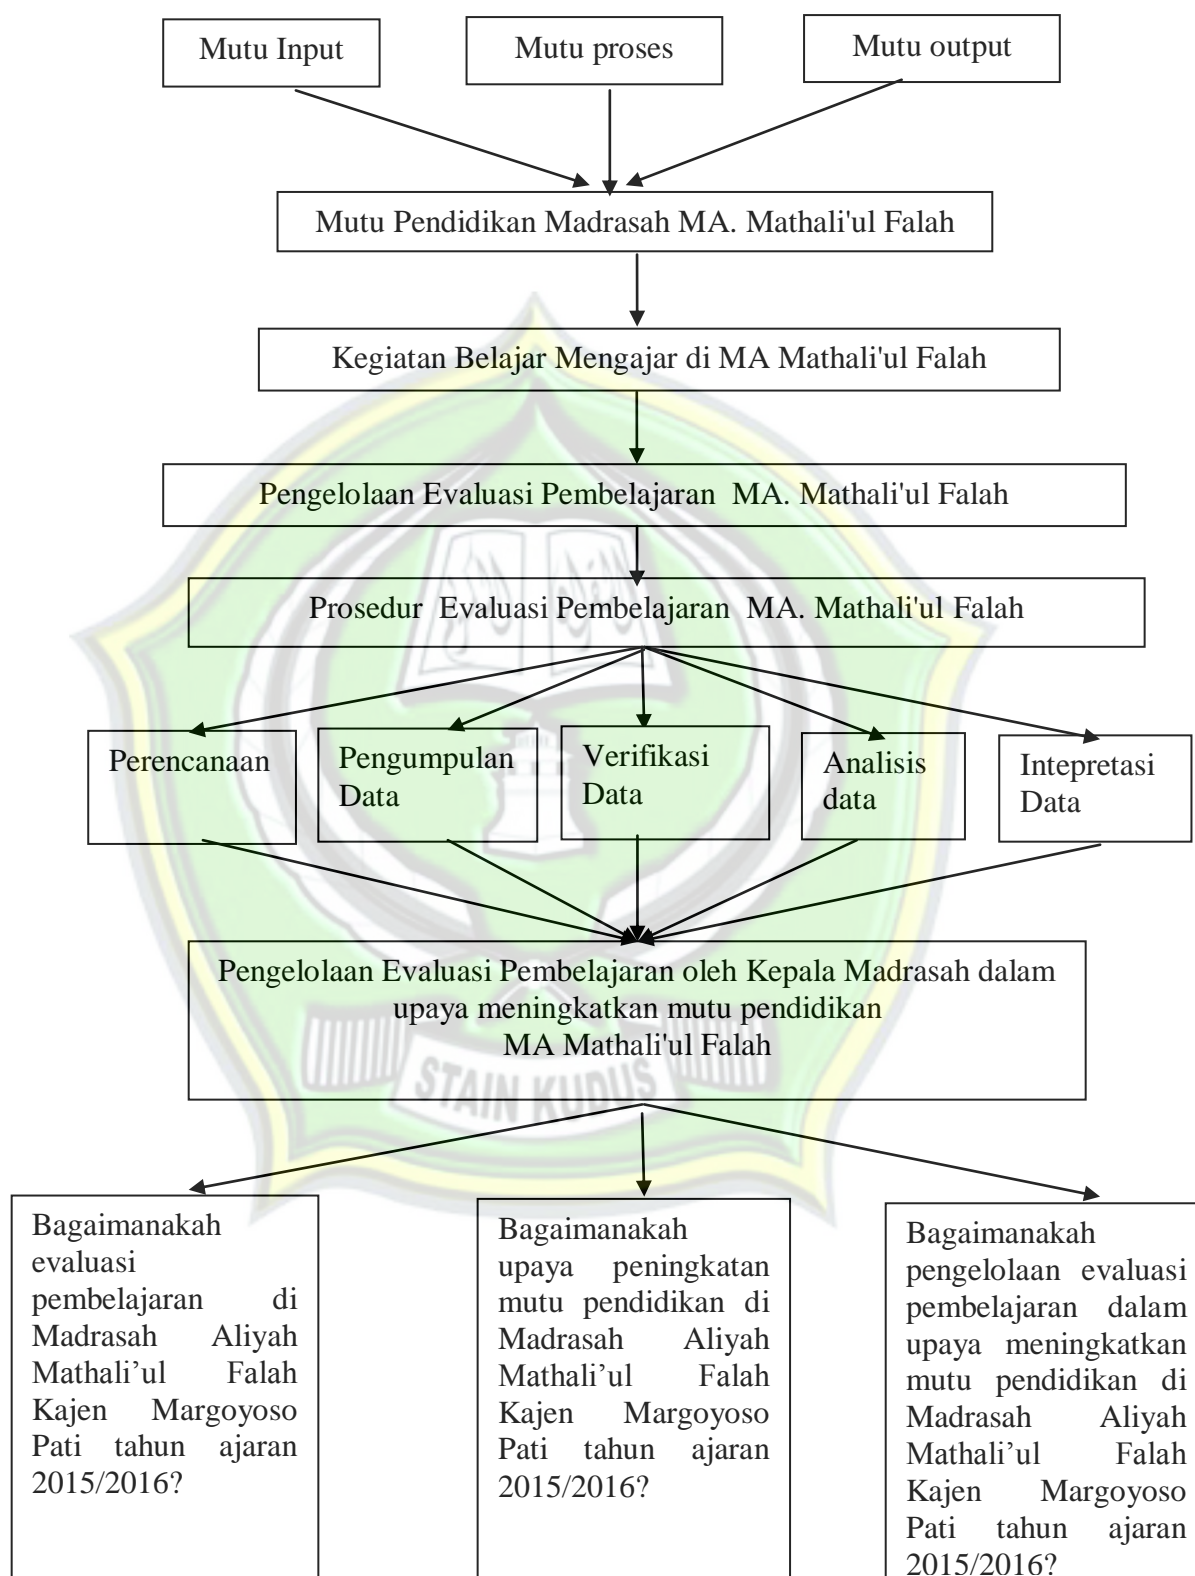 Mutu Input
Mutu proses
Mutu output
Mutu Pendidikan Madrasah MA. Mathali'ul Falah
Kegiatan Belajar Mengajar di MA Mathali'ul Falah
Pengelolaan Evaluasi Pembelajaran  MA. Mathali'ul Falah
Prosedur  Evaluasi Pembelajaran  MA. Mathali'ul Falah
Perencanaan
Pengumpulan
Data
Verifikasi
Data
Analisis
data
Intepretasi
Data
Pengelolaan Evaluasi Pembelajaran oleh Kepala Madrasah dalam
upaya meningkatkan mutu pendidikan
MA Mathali'ul Falah
STAIN KUDUS
Bagaimanakah
evaluasi
pembelajaran di
Madrasah Aliyah
Mathali’ul Falah
Kajen Margoyoso
Pati tahun ajaran
2015/2016?
Bagaimanakah
upaya peningkatan
mutu pendidikan di
Madrasah Aliyah
Mathali’ul Falah
Kajen Margoyoso
Pati tahun ajaran
2015/2016?
Bagaimanakah
pengelolaan evaluasi
pembelajaran dalam
upaya meningkatkan
mutu pendidikan di
Madrasah Aliyah
Mathali’ul Falah
Kajen Margoyoso
Pati tahun ajaran
2015/2016?